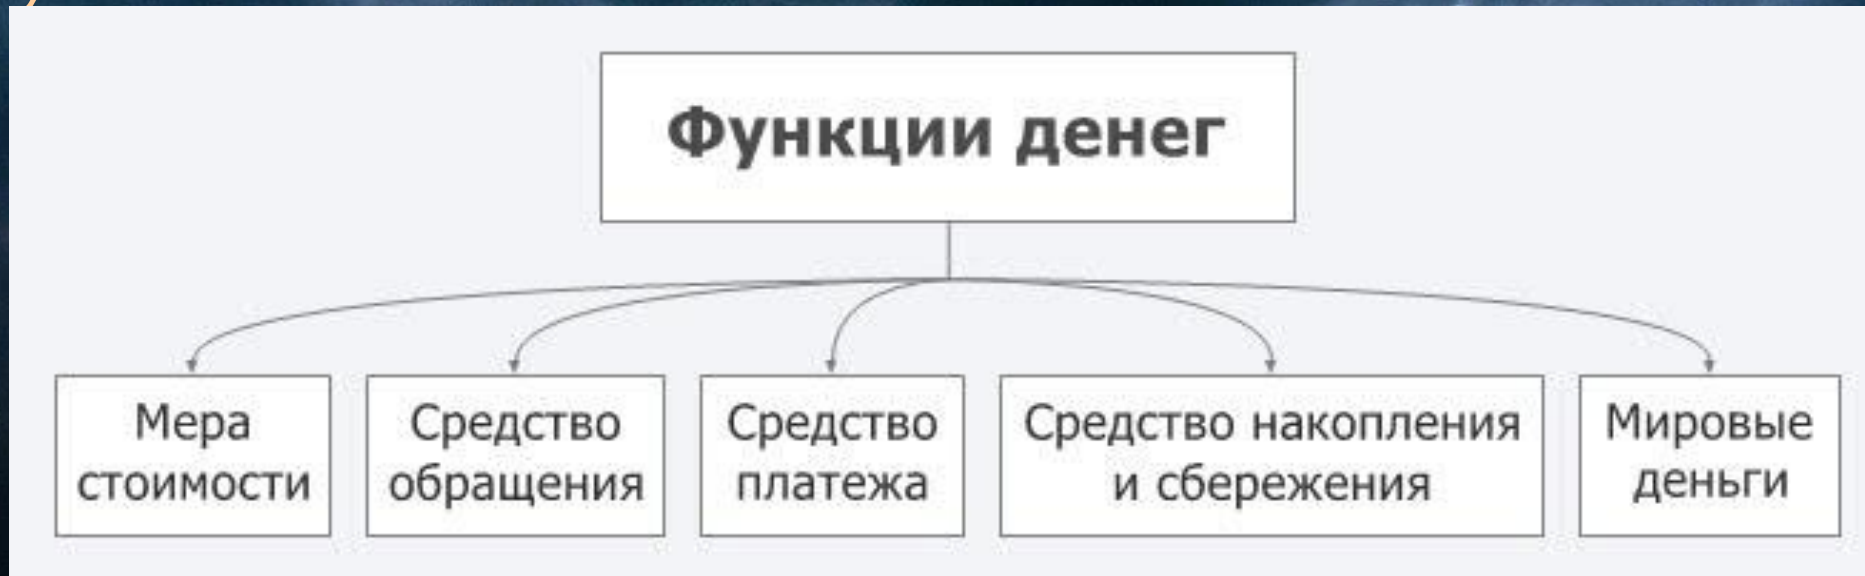 Функции денег
Мера
стоимости
Средство
обращения
Средство
платежа
Средство накопления
и сбережения
Мировые
деньги